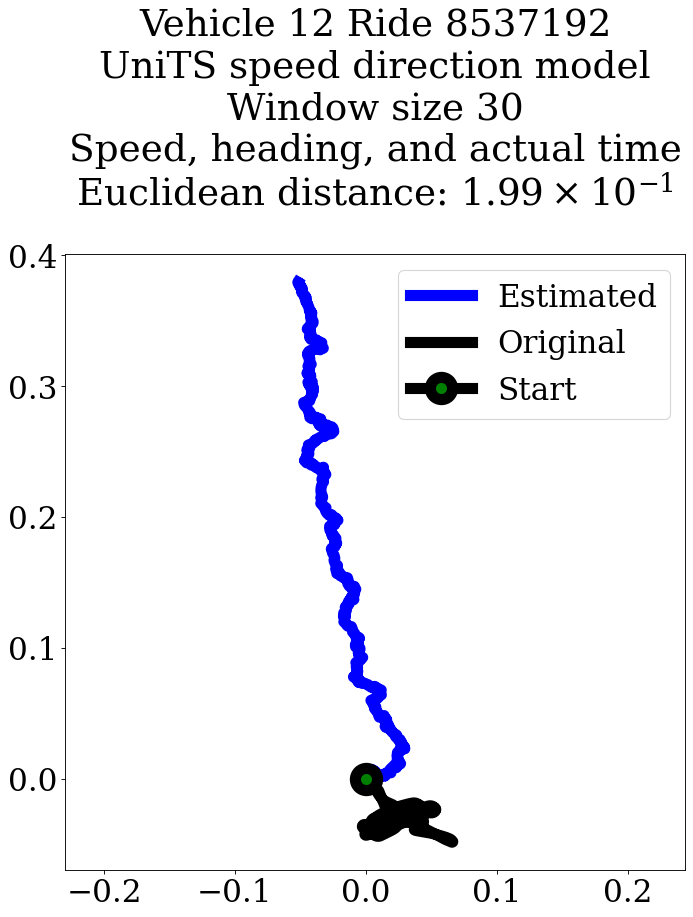 Vehicle 12 Ride 8537192
UniTS speed direction model
Window size 30
Speed, heading, and actual time
Euclidean distance: 1.99 × 10⁻¹
0.4
Estimated
Original
Start
0.3
0.2
0.1
0.0
−0.2 −0.1 0.0 0.1 0.2